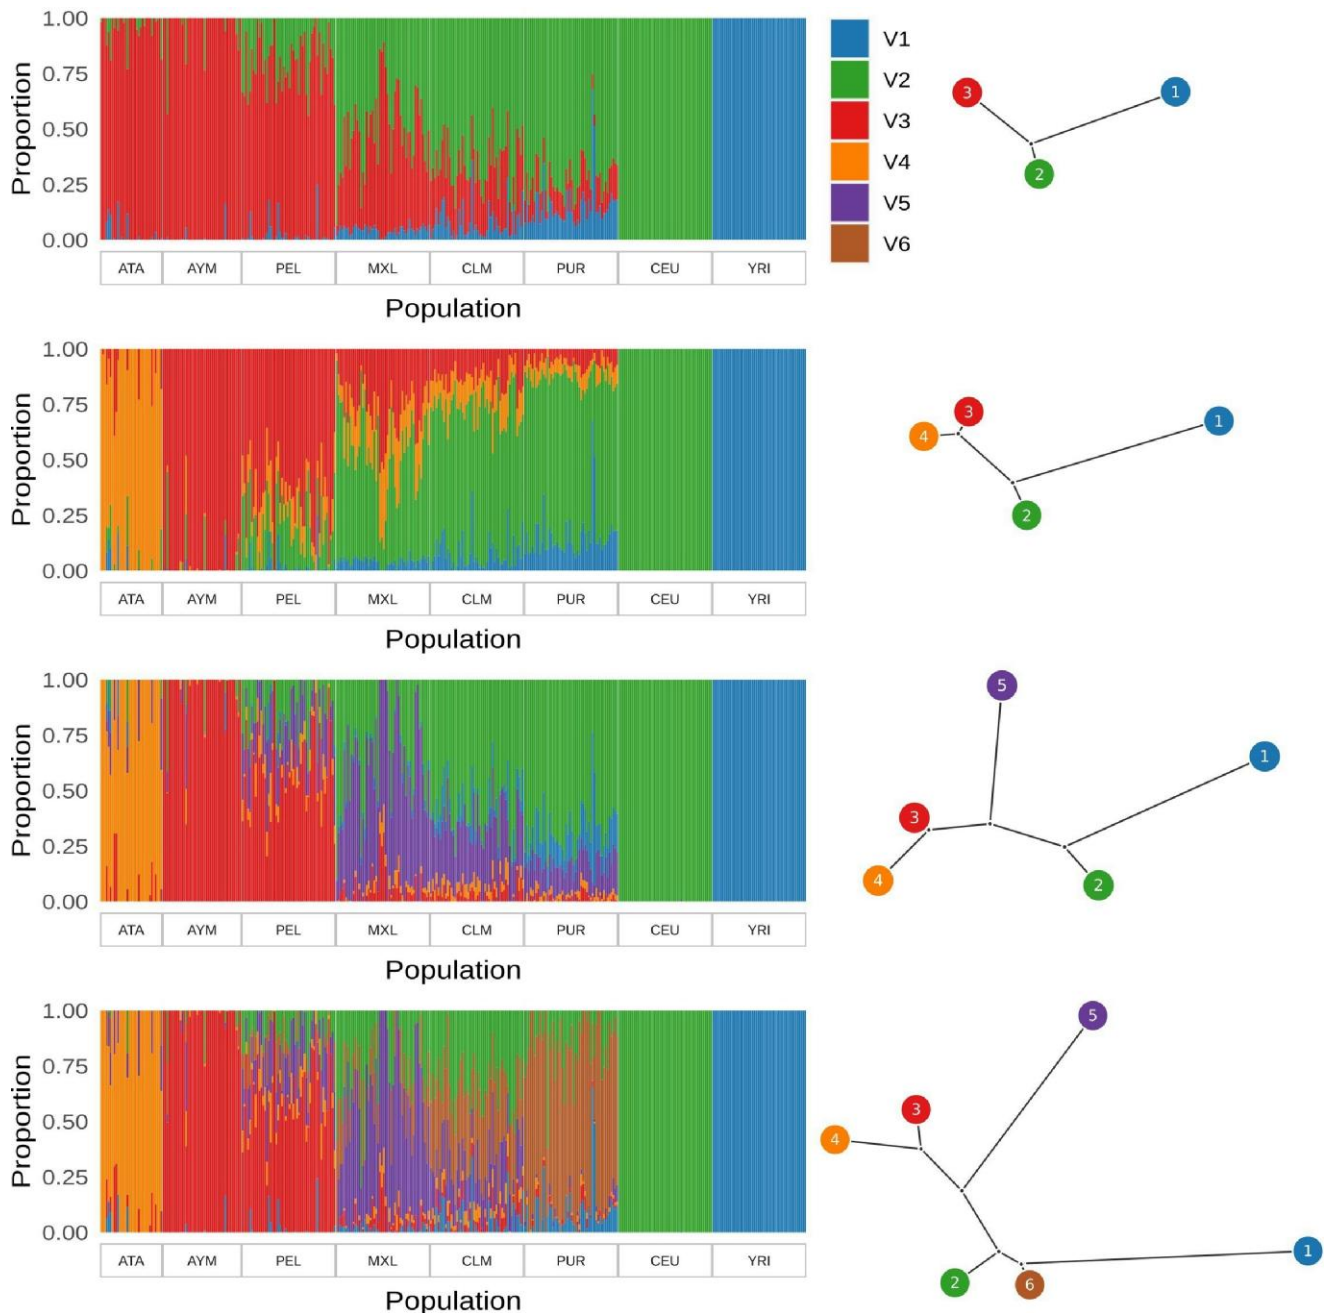 1.00
0.75
0.50
0.25
0.00
Proportion
ATA AYM PEL MXL CLM PUR CEU YRI
Population
V1
V2
V3
V4
V5
V6
3 1
2
1.00
0.75
0.50
0.25
0.00
Proportion
ATA AYM PEL MXL CLM PUR CEU YRI
Population
3
4 1
2
1.00
0.75
0.50
0.25
0.00
Proportion
ATA AYM PEL MXL CLM PUR CEU YRI
Population
5
1
3
4 2
1.00
0.75
0.50
0.25
0.00
Proportion
ATA AYM PEL MXL CLM PUR CEU YRI
Population
5
3
4
1
2 6